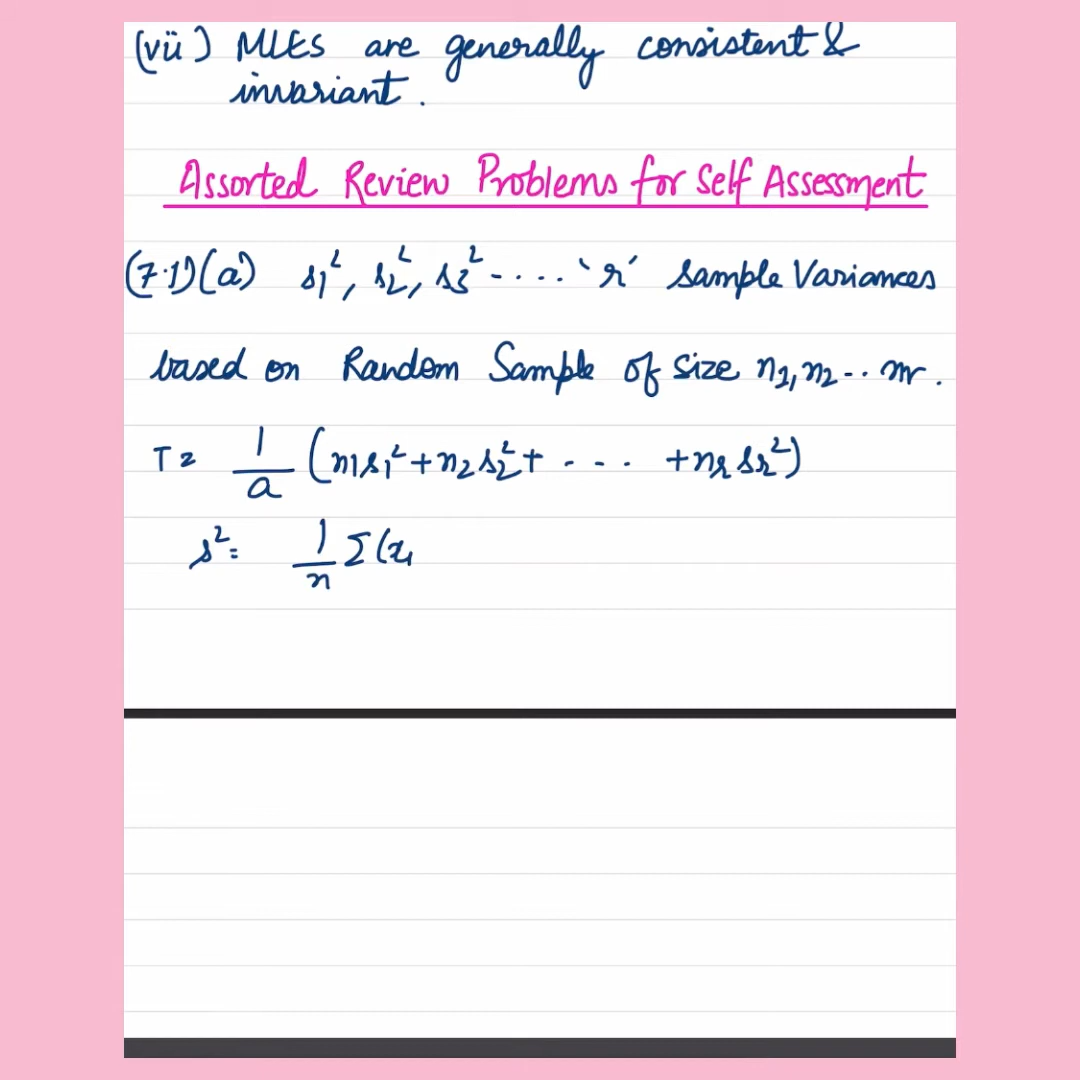 (vii) MLEs are generally consistent &
invariant.
Assorted Review Problems for Self Assessment
(7.1)(a) s1², s2², s3² ----.. 'r' Sample Variances
based on Random Sample of size n1, n2 -.. nr.
T = 1/a (n1s1² + n2s2² + .--. + nrsr²)
s² = 1/n Σ(xi